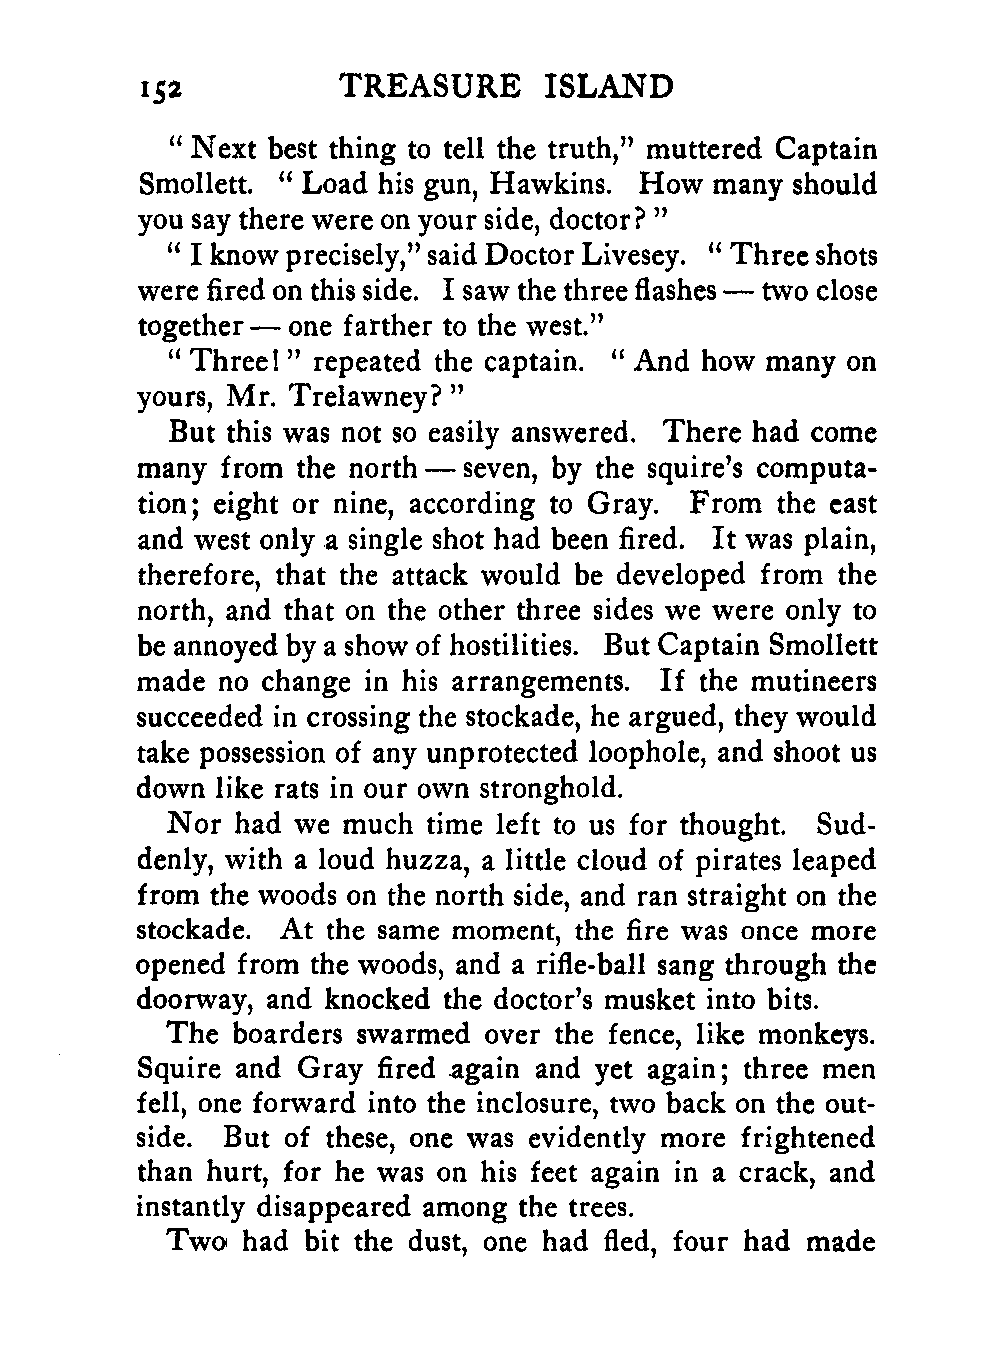 152 TREASURE ISLAND
“ Next best thing to tell the truth,” muttered Captain
Smollett. “ Load his gun, Hawkins. How many should
you say there were on your side, doctor? ”
“ I know precisely,” said Doctor Livesey. “ Three shots
were fired on this side. I saw the three flashes — two close
together — one farther to the west.”
“ Three! ” repeated the captain. “ And how many on
yours, Mr. Trelawney? ”
But this was not so easily answered. There had come
many from the north — seven, by the squire’s computa-
tion; eight or nine, according to Gray. From the east
and west only a single shot had been fired. It was plain,
therefore, that the attack would be developed from the
north, and that on the other three sides we were only to
be annoyed by a show of hostilities. But Captain Smollett
made no change in his arrangements. If the mutineers
succeeded in crossing the stockade, he argued, they would
take possession of any unprotected loophole, and shoot us
down like rats in our own stronghold.
Nor had we much time left to us for thought. Sud-
denly, with a loud huzza, a little cloud of pirates leaped
from the woods on the north side, and ran straight on the
stockade. At the same moment, the fire was once more
opened from the woods, and a rifle-ball sang through the
doorway, and knocked the doctor’s musket into bits.
The boarders swarmed over the fence, like monkeys.
Squire and Gray fired again and yet again; three men
fell, one forward into the inclosure, two back on the out-
side. But of these, one was evidently more frightened
than hurt, for he was on his feet again in a crack, and
instantly disappeared among the trees.
Two had bit the dust, one had fled, four had made